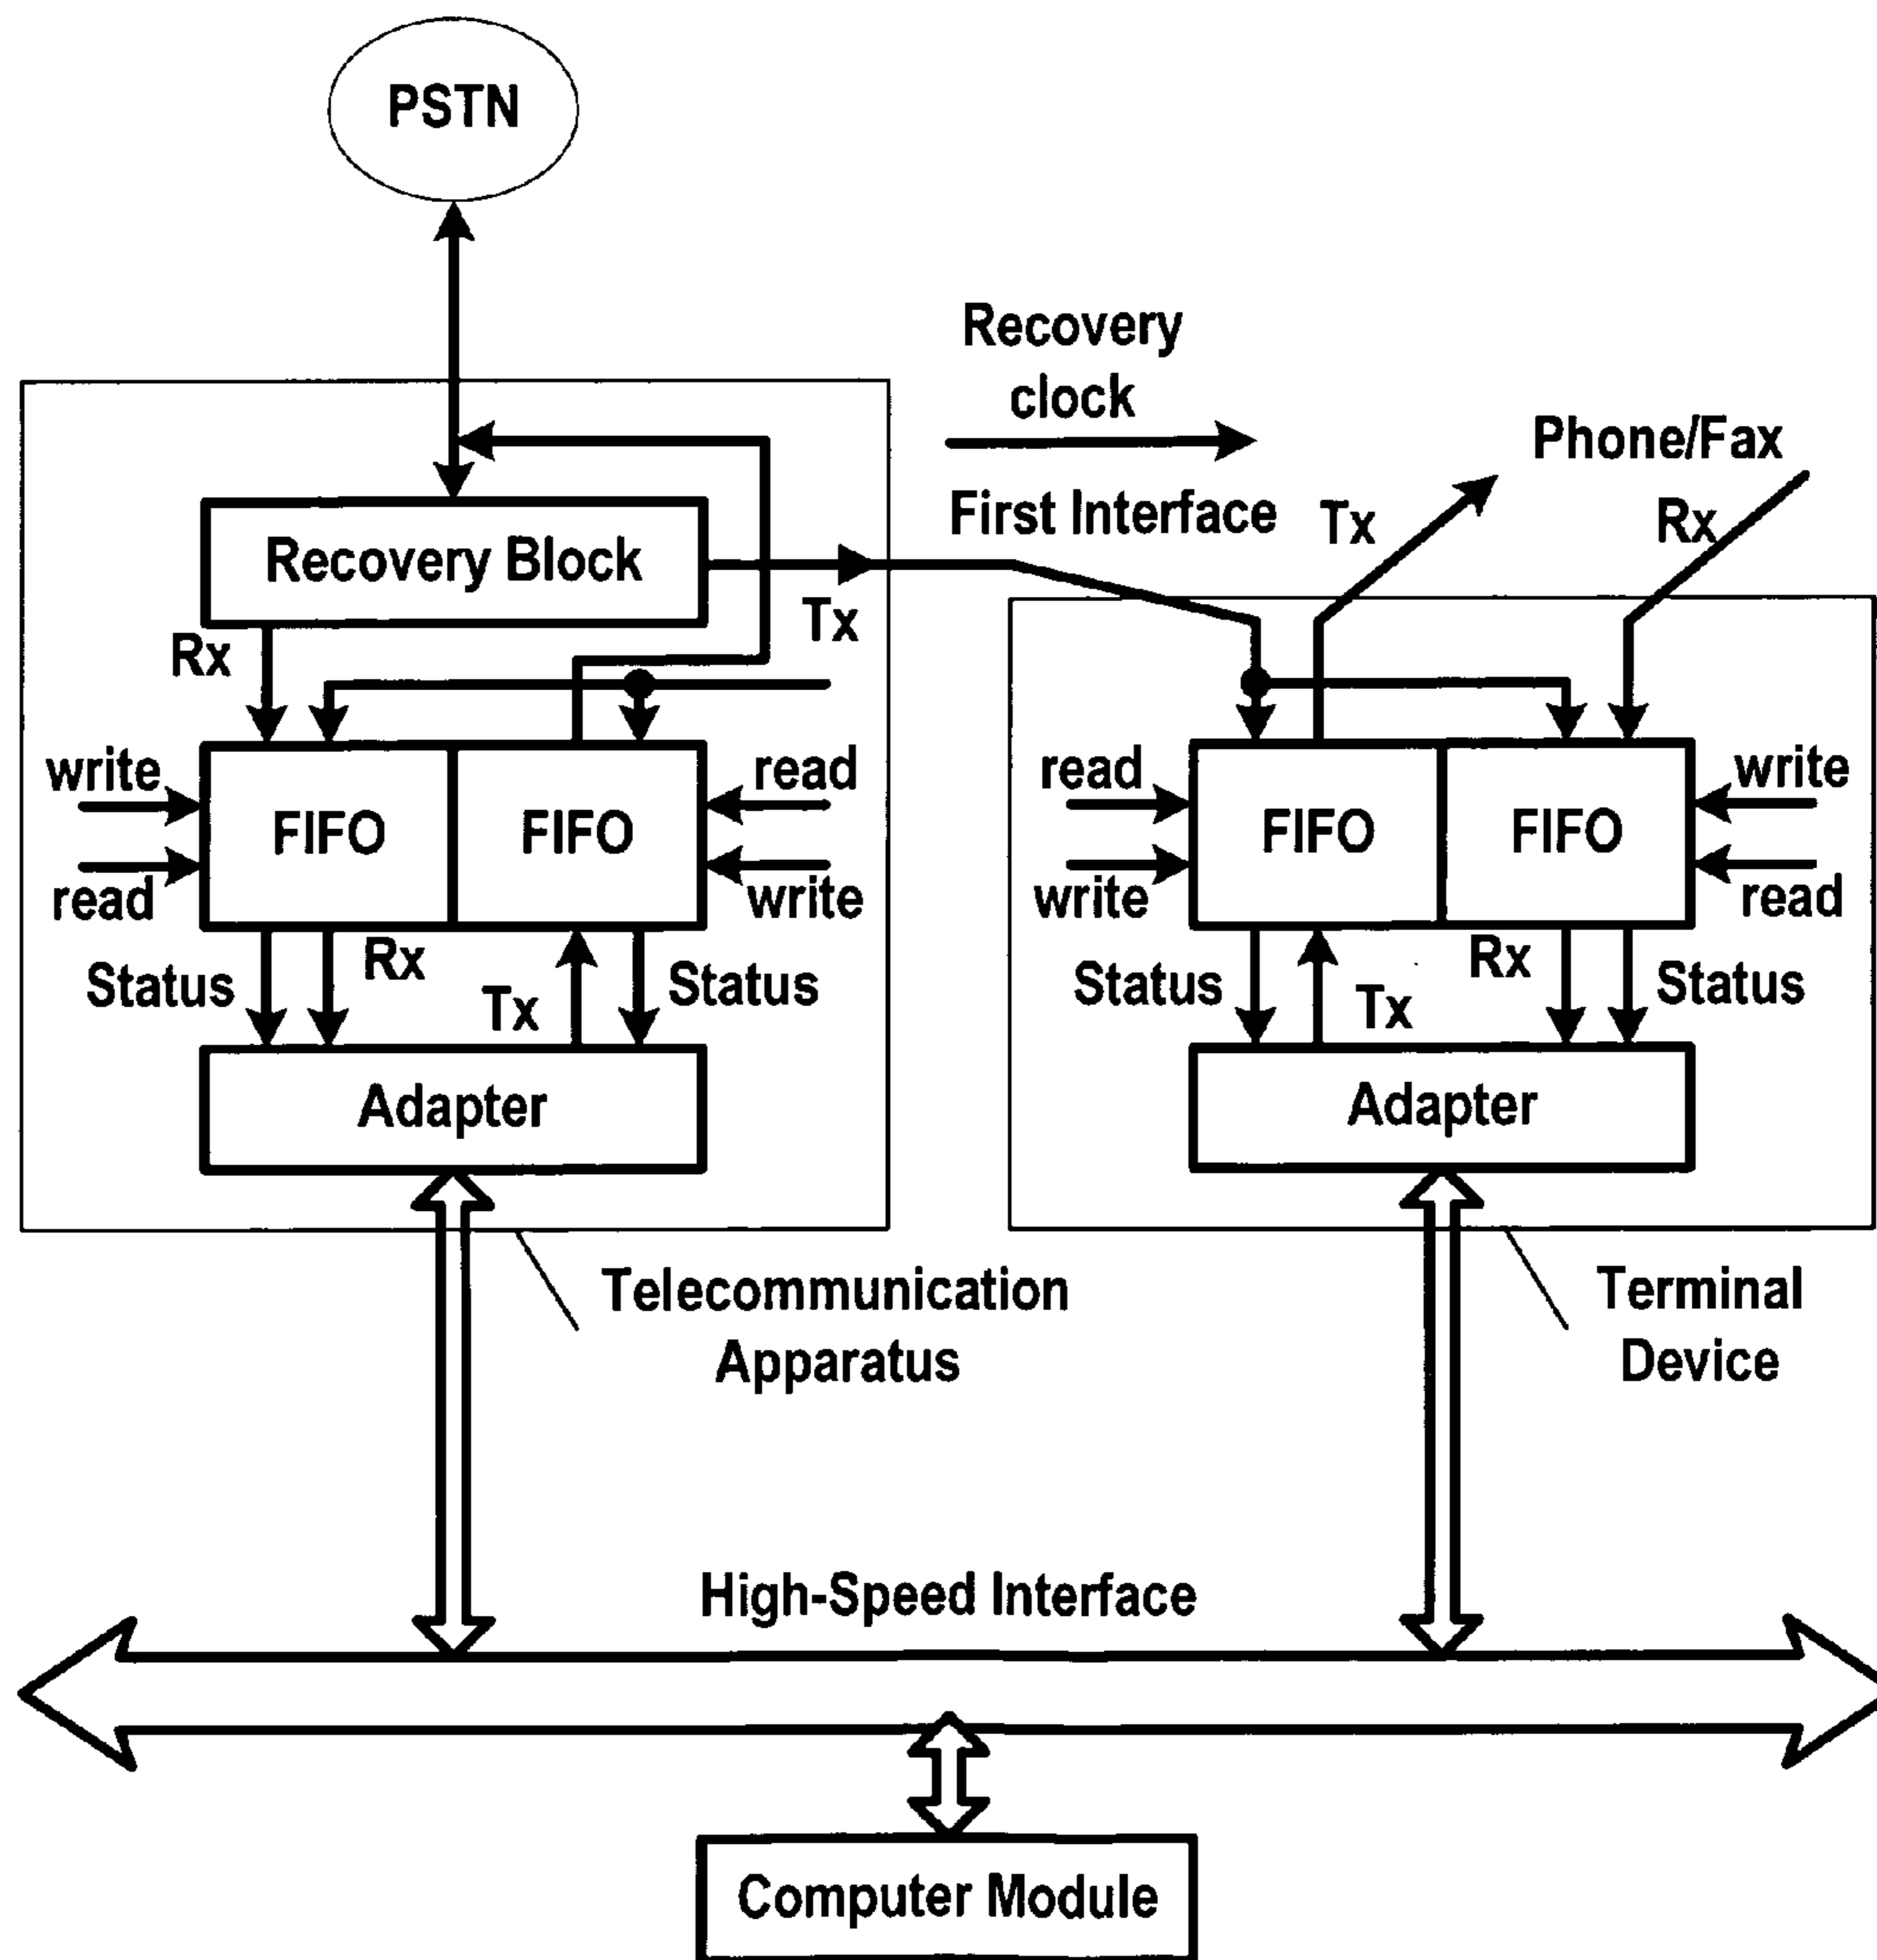 PSTN
Recovery
clock
Phone/Fax
First Interface
Tx
Rx
Recovery Block
Tx
Rx
write
read
read
write
FIFO
FIFO
FIFO
FIFO
read
write
write
read
Status
Rx
Tx
Status
Status
Tx
Rx
Status
Adapter
Adapter
Telecommunication
Apparatus
Terminal
Device
High-Speed Interface
Computer Module